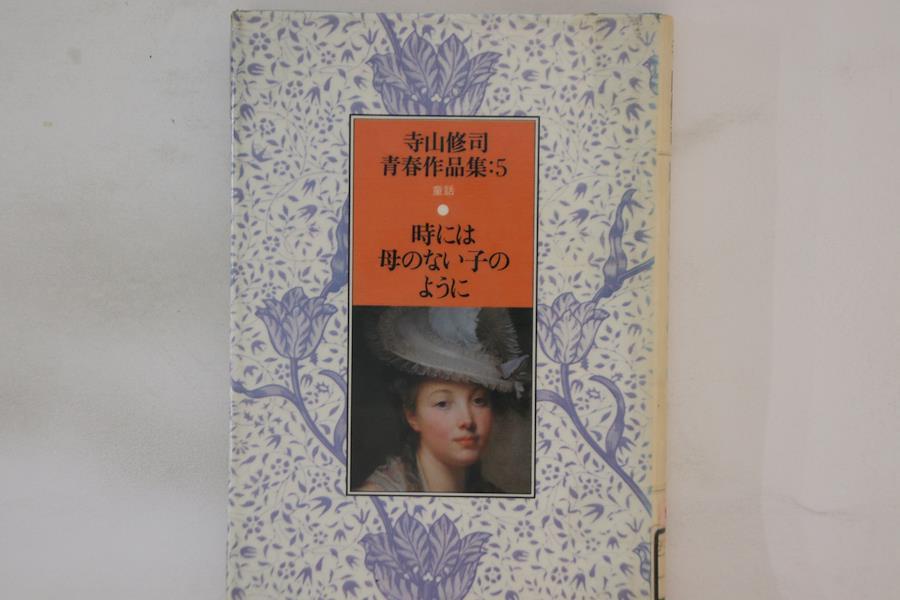 寺山修司
青春作品集:5
童話
時には
母のない子の
ように